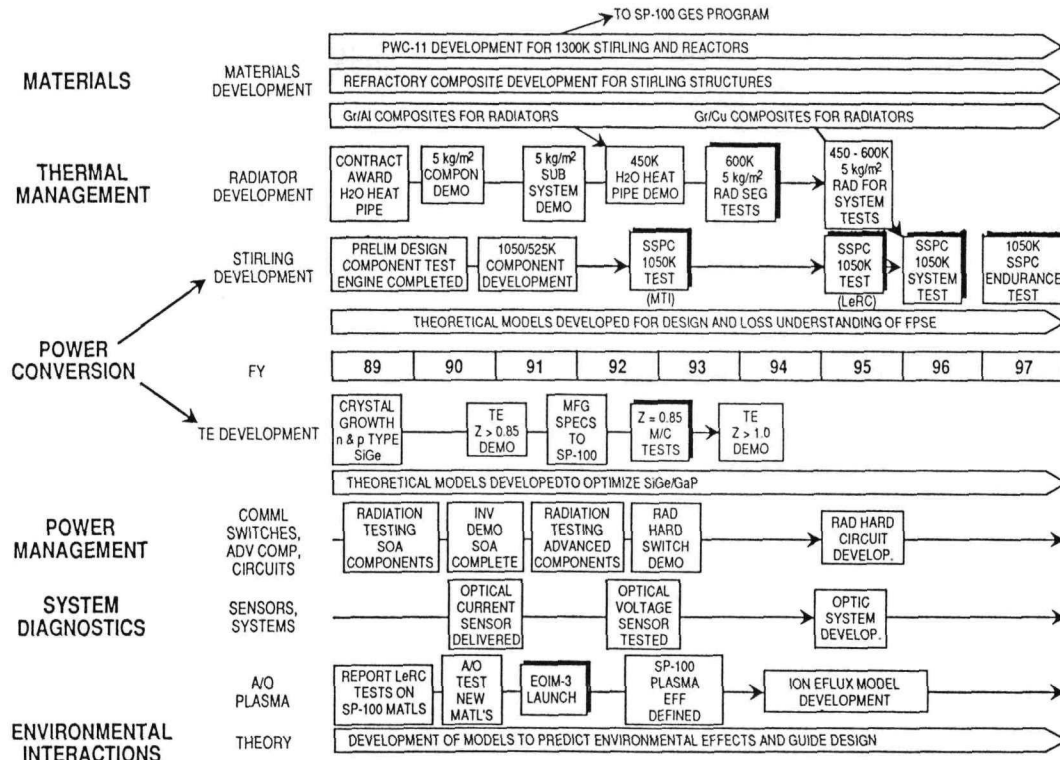 TO SP-100 GES PROGRAM
PWC-11 DEVELOPMENT FOR 1300K STIRLING AND REACTORS
MATERIALS
MATERIALS
DEVELOPMENT
REFRACTORY COMPOSITE DEVELOPMENT FOR STIRLING STRUCTURES
Gr/Al COMPOSITES FOR RADIATORS
Gr/Cu COMPOSITES FOR RADIATORS
THERMAL
MANAGEMENT
RADIATOR
DEVELOPMENT
CONTRACT
AWARD
H2O HEAT
PIPE
5 kg/m²
COMPON
DEMO
5 kg/m²
SUB
SYSTEM
DEMO
450K
H2O HEAT
PIPE DEMO
600K
5 kg/m²
RAD SEG
TESTS
450 - 600K
5 kg/m²
RAD FOR
SYSTEM
TESTS
STIRLING
DEVELOPMENT
PRELIM DESIGN
COMPONENT TEST
ENGINE COMPLETED
1050/525K
COMPONENT
DEVELOPMENT
SSPC
1050K
TEST
(MTI)
SSPC
1050K
TEST
(LeRC)
SSPC
1050K
SYSTEM
TEST
1050K
SSPC
ENDURANCE
TEST
THEORETICAL MODELS DEVELOPED FOR DESIGN AND LOSS UNDERSTANDING OF FPSE
POWER
CONVERSION
FY
89
90
91
92
93
94
95
96
97
TE DEVELOPMENT
CRYSTAL
GROWTH
n & p TYPE
SiGe
TE
Z > 0.85
DEMO
MFG
SPECS
TO
SP-100
Z = 0.85
M/C
TESTS
TE
Z > 1.0
DEMO
THEORETICAL MODELS DEVELOPEDTO OPTIMIZE SiGe/GaP
POWER
MANAGEMENT
COMML
SWITCHES,
ADV COMP,
CIRCUITS
RADIATION
TESTING
SOA
COMPONENTS
INV
DEMO
SOA
COMPLETE
RADIATION
TESTING
ADVANCED
COMPONENTS
RAD
HARD
SWITCH
DEMO
RAD HARD
CIRCUIT
DEVELOP.
SYSTEM
DIAGNOSTICS
SENSORS,
SYSTEMS
OPTICAL
CURRENT
SENSOR
DELIVERED
OPTICAL
VOLTAGE
SENSOR
TESTED
OPTIC
SYSTEM
DEVELOP.
A/O
PLASMA
REPORT LeRC
TESTS ON
SP-100 MATLS
A/O
TEST
NEW
MATL'S
EOIM-3
LAUNCH
SP-100
PLASMA
EFF
DEFINED
ION EFLUX MODEL
DEVELOPMENT
ENVIRONMENTAL
INTERACTIONS
THEORY
DEVELOPMENT OF MODELS TO PREDICT ENVIRONMENTAL EFFECTS AND GUIDE DESIGN